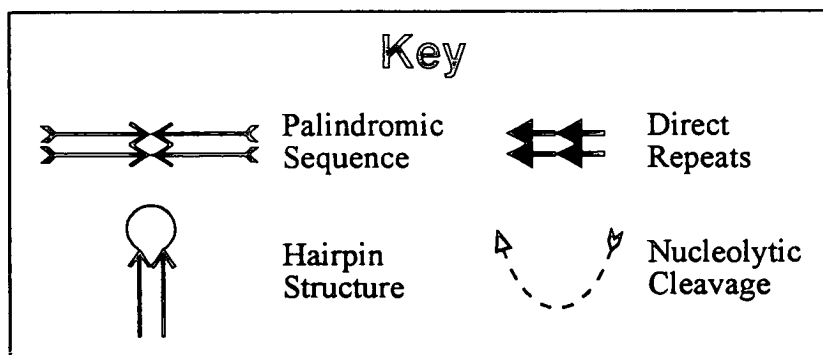 Key
Palindromic
Sequence
Direct
Repeats
Hairpin
Structure
Nucleolytic
Cleavage